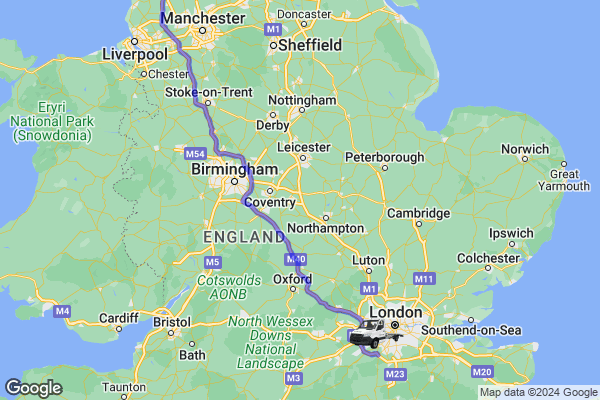 Doncaster
Manchester
M1
Liverpool
Sheffield
Chester
Stoke-on-Trent
Eryri
National Park
(Snowdonia)
Nottingham
Derby
M54
Leicester
Norwich
Peterborough
Birmingham
Great
Yarmouth
Coventry
Cambridge
Northampton
ENGLAND
Ipswich
M40
M5
Luton
Colchester
M11
Cotswolds
AONB
Oxford
M1
M4
London
Cardiff
Bristol
North Wessex
Downs
National
Landscape
Southend-on-Sea
Bath
M3
M23
M20
Taunton
Google
Google
Map data ©2024 Google